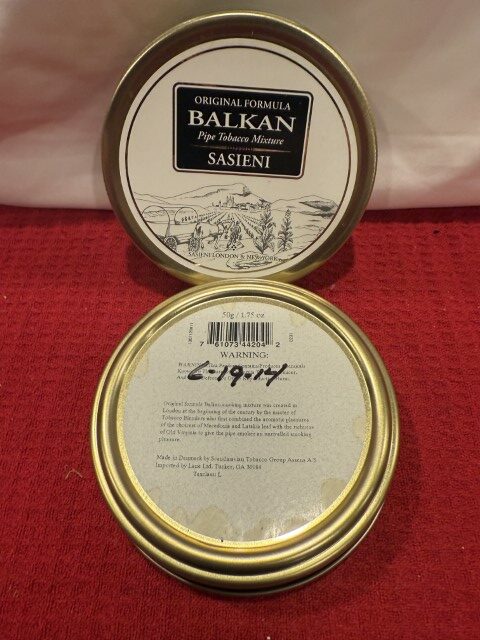 ORIGINAL FORMULA
BALKAN
Pipe Tobacco Mixture
SASIENI
SASIENI LONDON & NEW YORK
50g / 1.75 oz
7 61073 44204 2
WARNING:
6-19-14
Original formula Balkan smoking mixture was created in
London at the beginning of the century by the master of
Tobacco Blenders who first combined the aromatic pleasures
of the choicest of Macedonia and Latakia leaf with the richness
of Old Virginia to give the pipe smoker an unrivalled smoking
pleasure.
Made in Denmark by Scandinavian Tobacco Group Assens A/S
Imported by Lane Ltd. Tucker, GA 30084